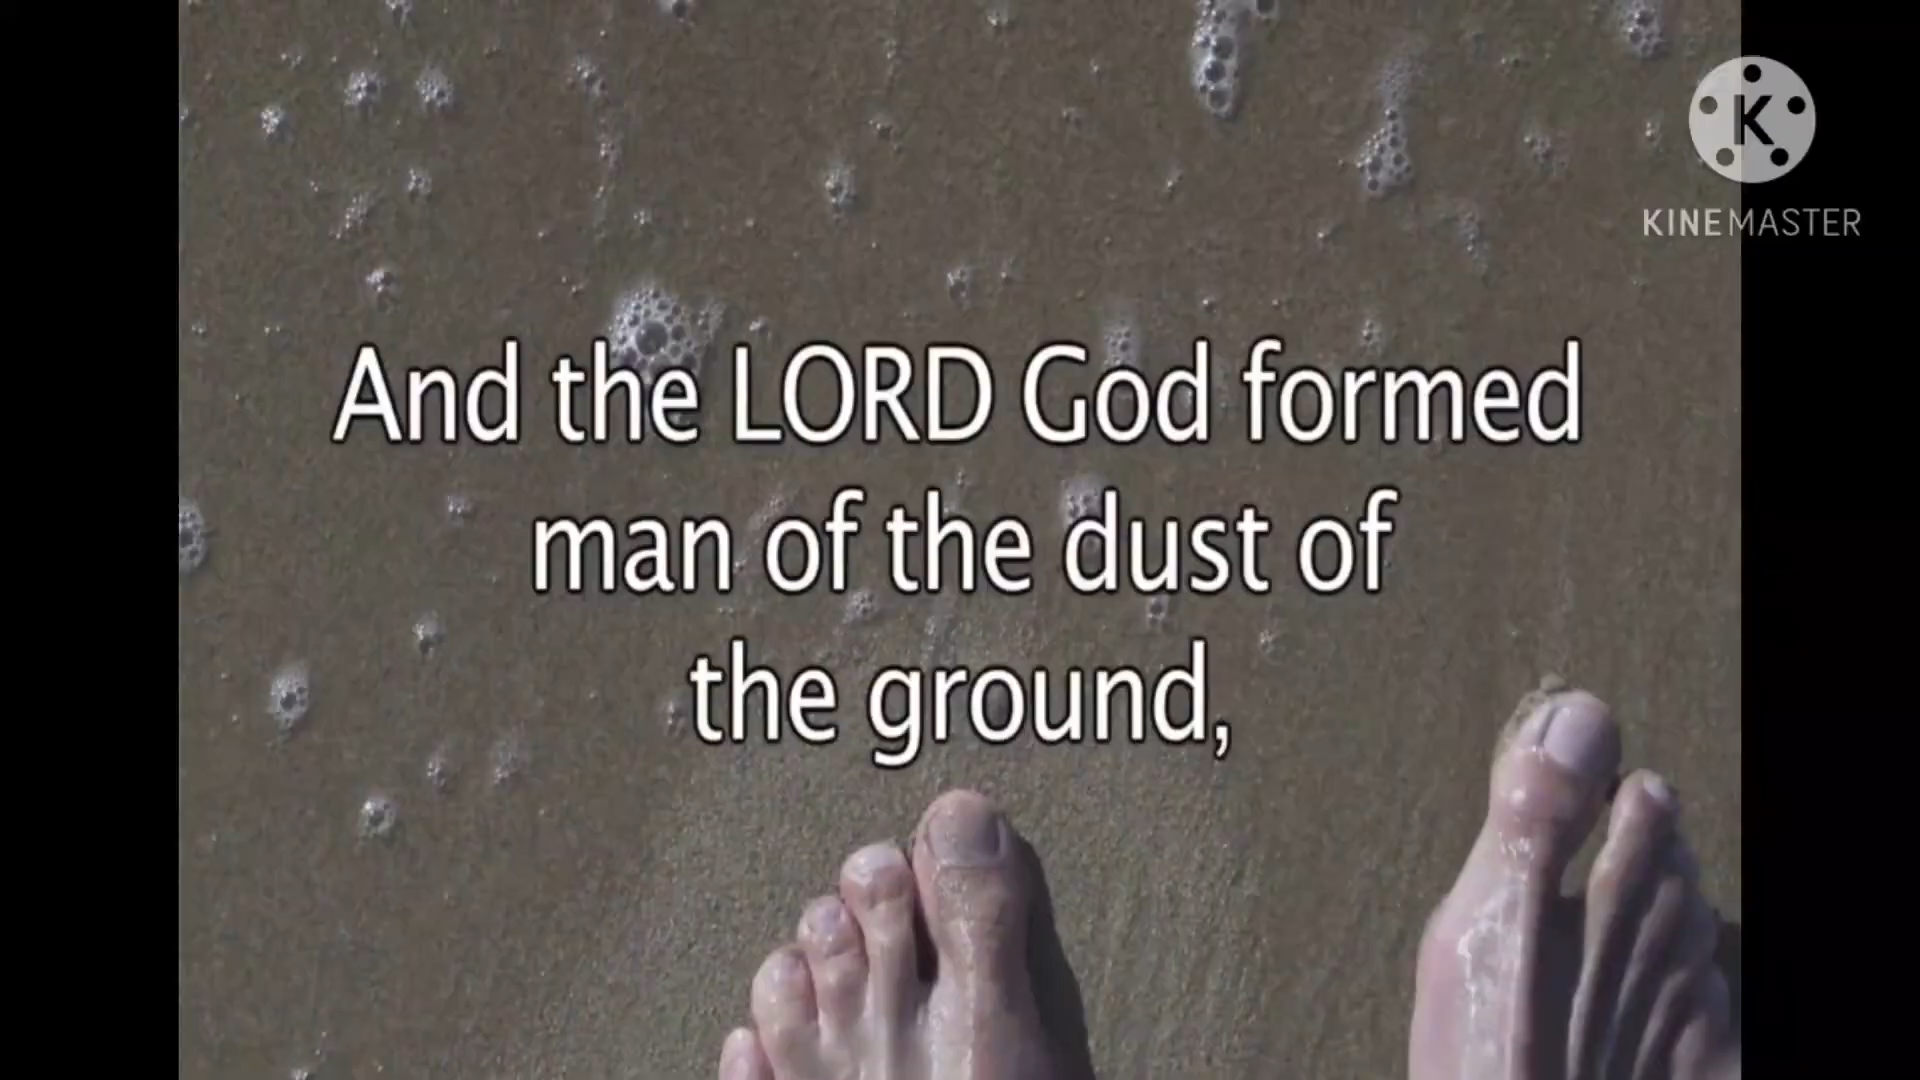 K
KINEMASTER
And the LORD God formed
man of the dust of
the ground,